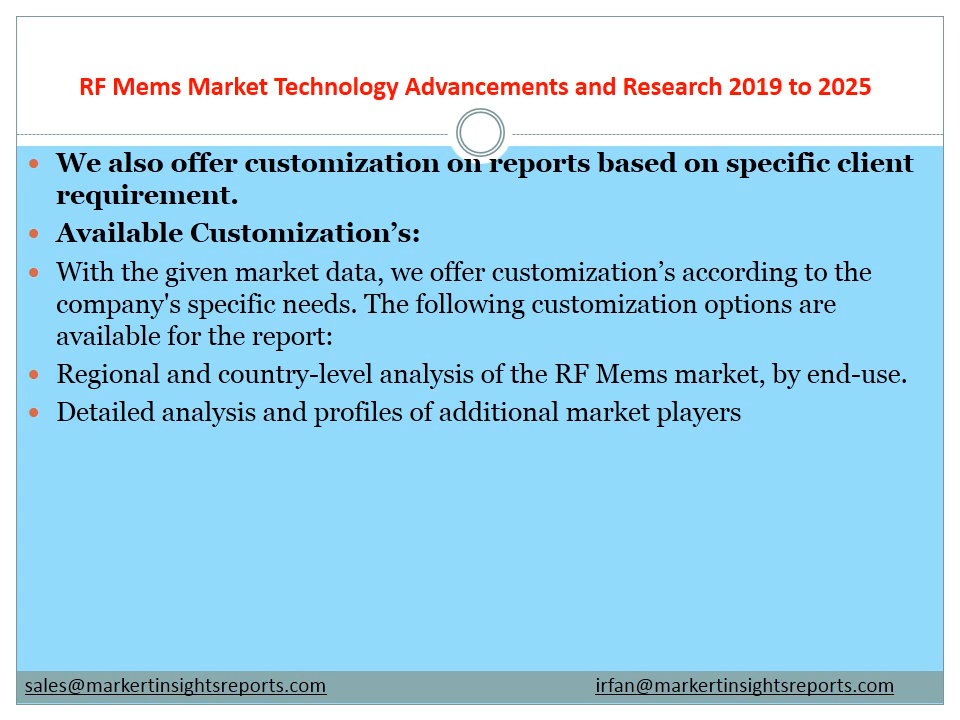 RF Mems Market Technology Advancements and Research 2019 to 2025
We also offer customization on reports based on specific client
requirement.
Available Customization’s:
With the given market data, we offer customization’s according to the
company's specific needs. The following customization options are
available for the report:
Regional and country-level analysis of the RF Mems market, by end-use.
Detailed analysis and profiles of additional market players
sales@markertinsightsreports.com irfan@markertinsightsreports.com